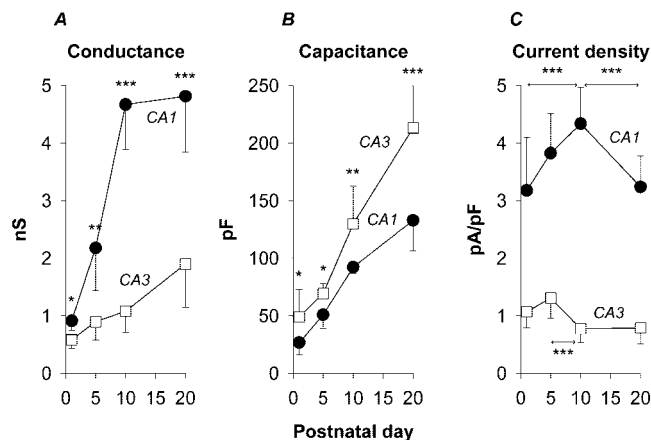 A
B
C
Conductance
Capacitance
Current density
nS
5
4
3
2
1
0
*
**
***
***
CA1
CA3
0 5 10 15 20
pF
250
200
150
100
50
0
*
*
**
***
CA3
CA1
0 5 10 15 20
pA/pF
5
4
3
2
1
0
***
***
CA1
CA3
***
0 5 10 15 20
Postnatal day